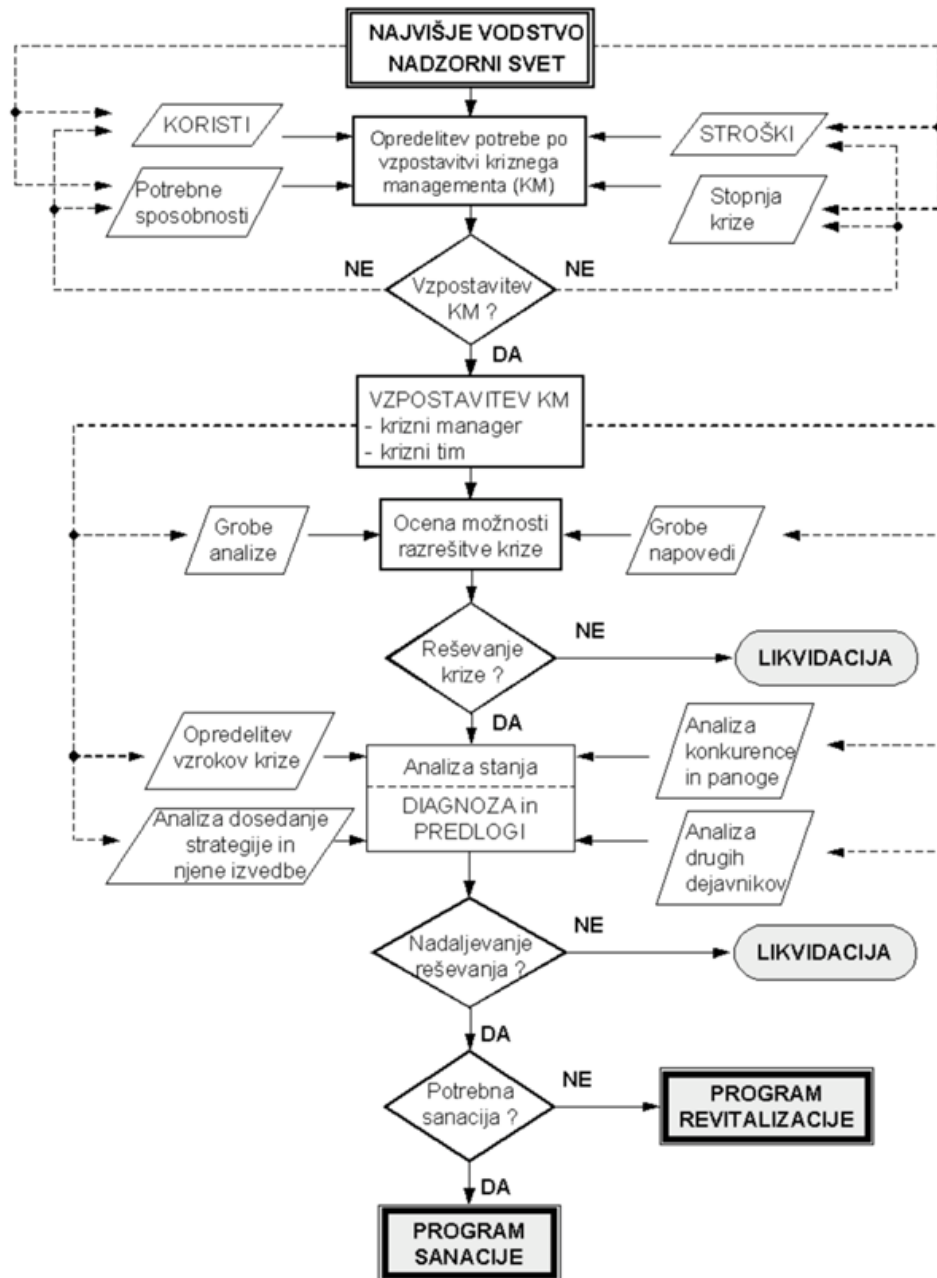 NAJVIŠJE VODSTVO
NADZORNI SVET
KORISTI
Opredelitev potrebe po
vzpostavitvi kriznega
managementa (KM)
STROŠKI
Potrebne
sposobnosti
Stopnja
krize
NE
NE
Vzpostavitev
KM ?
DA
VZPOSTAVITEV KM
- krizni manager
- krizni tim
Grobe
analize
Ocena možnosti
razrešitve krize
Grobe
napovedi
Reševanje
krize ?
NE
LIKVIDACIJA
DA
Opredelitev
vzrokov krize
Analiza stanja
Analiza
konkurence
in panoge
Analiza dosedanje
strategije in
njene izvedbe
DIAGNOZA in
PREDLOGI
Analiza
drugih
dejavnikov
Nadaljevanje
reševanja ?
NE
LIKVIDACIJA
DA
Potrebna
sanacija ?
NE
PROGRAM
REVITALIZACIJE
DA
PROGRAM
SANACIJE